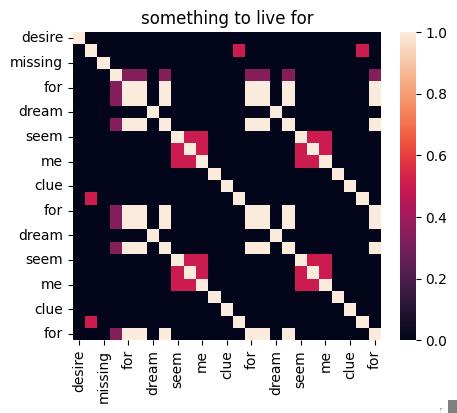 something to live for
desire
missing
for
dream
seem
me
clue
for
dream
seem
me
clue
for
1.0
0.8
0.6
0.4
0.2
0.0
desire
missing
for
dream
seem
me
clue
for
dream
seem
me
clue
for